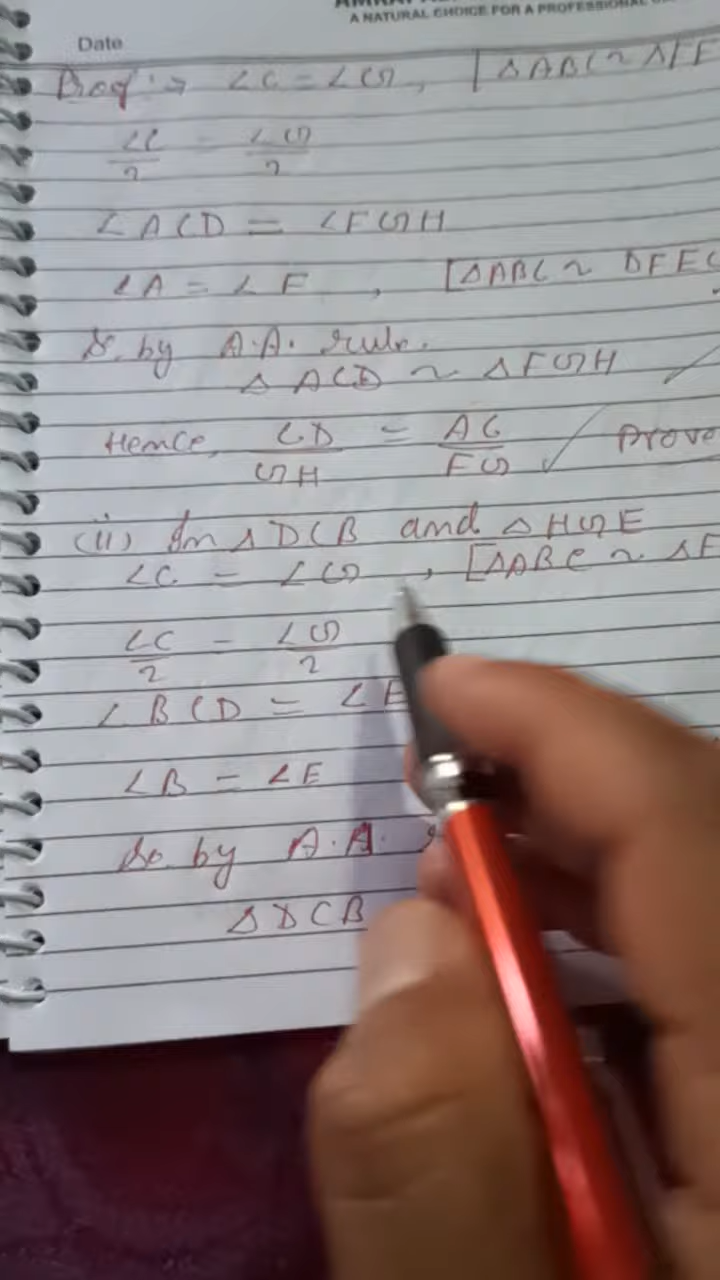 A NATURAL CHOICE FOR A PROFESSIONAL
Date
Proof :→ ∠C = ∠G, [ΔABC ~ ΔFE
∠C/2 = ∠G/2
∠ACD = ∠FGH
∠A = ∠F , [ΔABC ~ ΔFEG
So by A.A. rule.
ΔACD ~ ΔFGH
Hence, CD/GH = AC/FG ✓ Prove
(ii) In ΔDCB and ΔHGE
∠C = ∠G , [ΔABC ~ ΔF
∠C/2 = ∠G/2
∠BCD = ∠E
∠B = ∠E
So by A.A.
ΔDCB